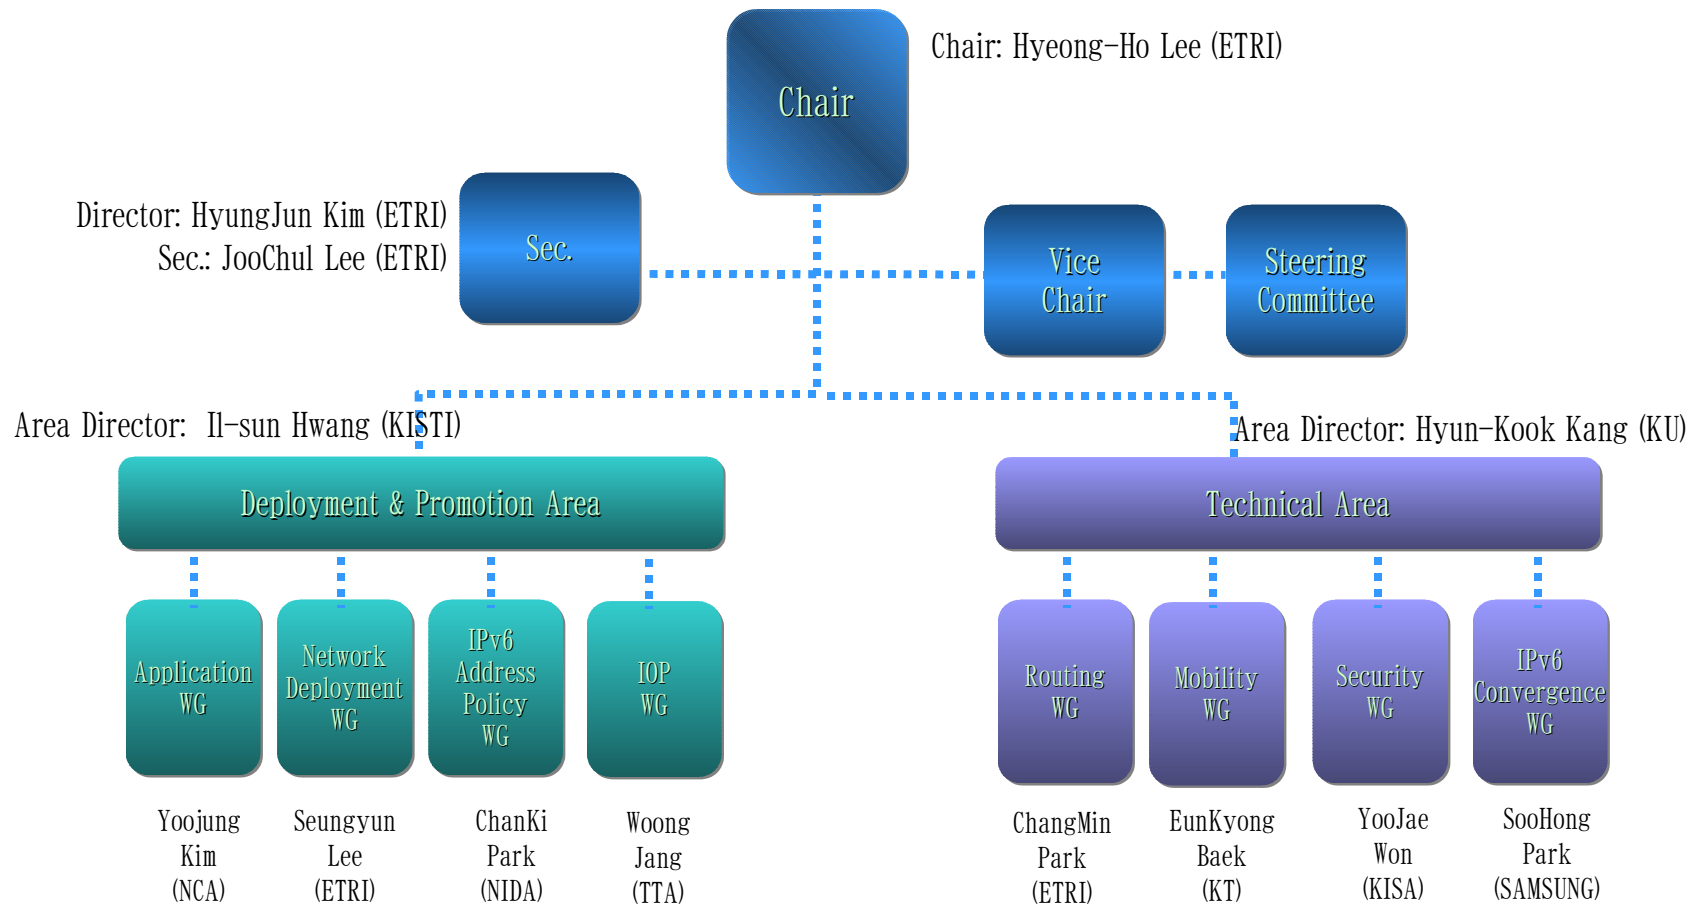 Chair
Chair: Hyeong-Ho Lee (ETRI)
Director: HyungJun Kim (ETRI)
Sec.: JooChul Lee (ETRI)
Sec.
Vice
Chair
Steering
Committee
Area Director: Il-sun Hwang (KISTI)
Area Director: Hyun-Kook Kang (KU)
Deployment & Promotion Area
Technical Area
Application
WG
Network
Deployment
WG
IPv6
Address
Policy
WG
IOP
WG
Routing
WG
Mobility
WG
Security
WG
IPv6
Convergence
WG
Yoojung
Kim
(NCA)
Seungyun
Lee
(ETRI)
ChanKi
Park
(NIDA)
Woong
Jang
(TTA)
ChangMin
Park
(ETRI)
EunKyong
Baek
(KT)
YooJae
Won
(KISA)
SooHong
Park
(SAMSUNG)